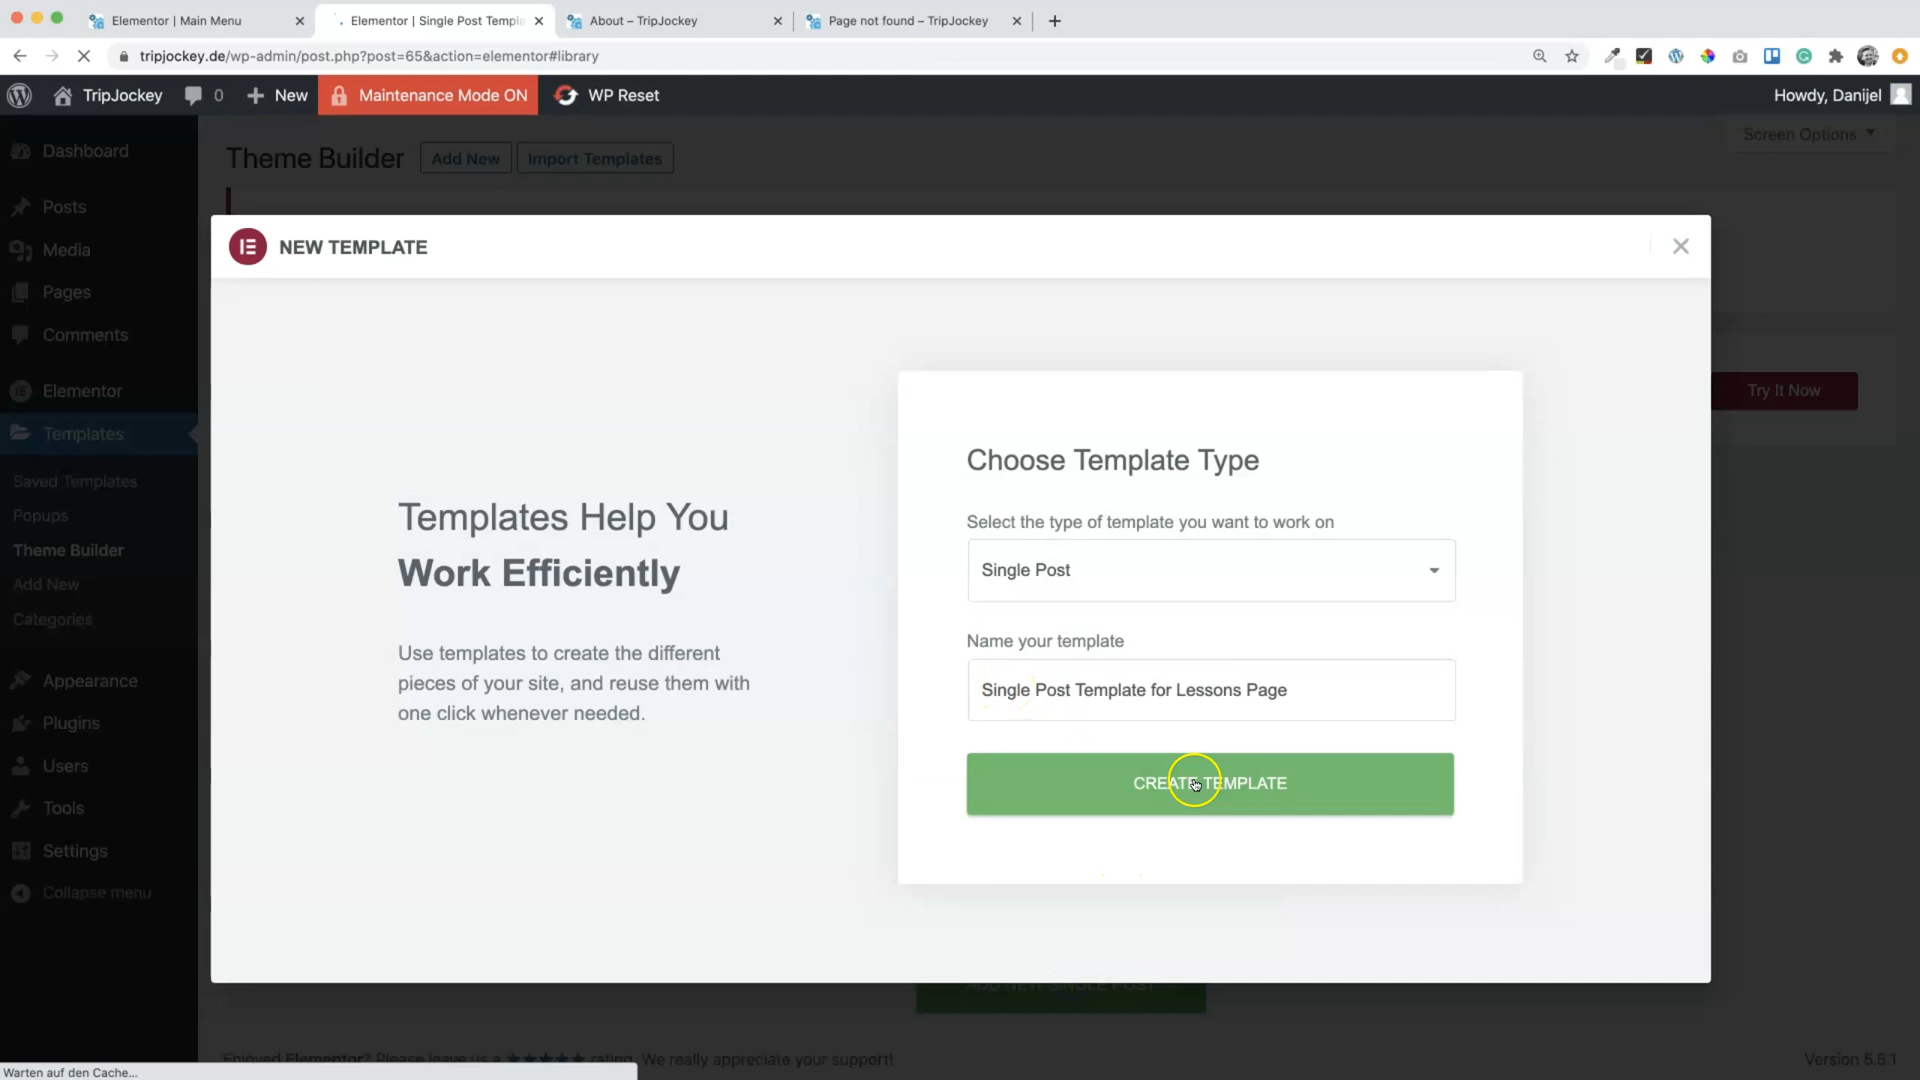 Elementor | Main Menu
Elementor | Single Post Templa
About – TripJockey
Page not found – TripJockey
tripjockey.de/wp-admin/post.php?post=65&action=elementor#library
TripJockey
0
New
Maintenance Mode ON
WP Reset
Howdy, Danijel
Screen Options
Dashboard
Posts
Media
Pages
Comments
Elementor
Templates
Saved Templates
Popups
Theme Builder
Add New
Categories
Appearance
Plugins
Users
Tools
Settings
Collapse menu
Theme Builder
Add New
Import Templates
NEW TEMPLATE
Templates Help You
Work Efficiently
Use templates to create the different
pieces of your site, and reuse them with
one click whenever needed.
Choose Template Type
Select the type of template you want to work on
Single Post
Name your template
Single Post Template for Lessons Page
CREATE TEMPLATE
Try It Now
ADD NEW SINGLE POST
Enjoyed Elementor? Please leave us a ★★★★★ rating. We really appreciate your support!
Version 5.5.1
Warten auf den Cache...